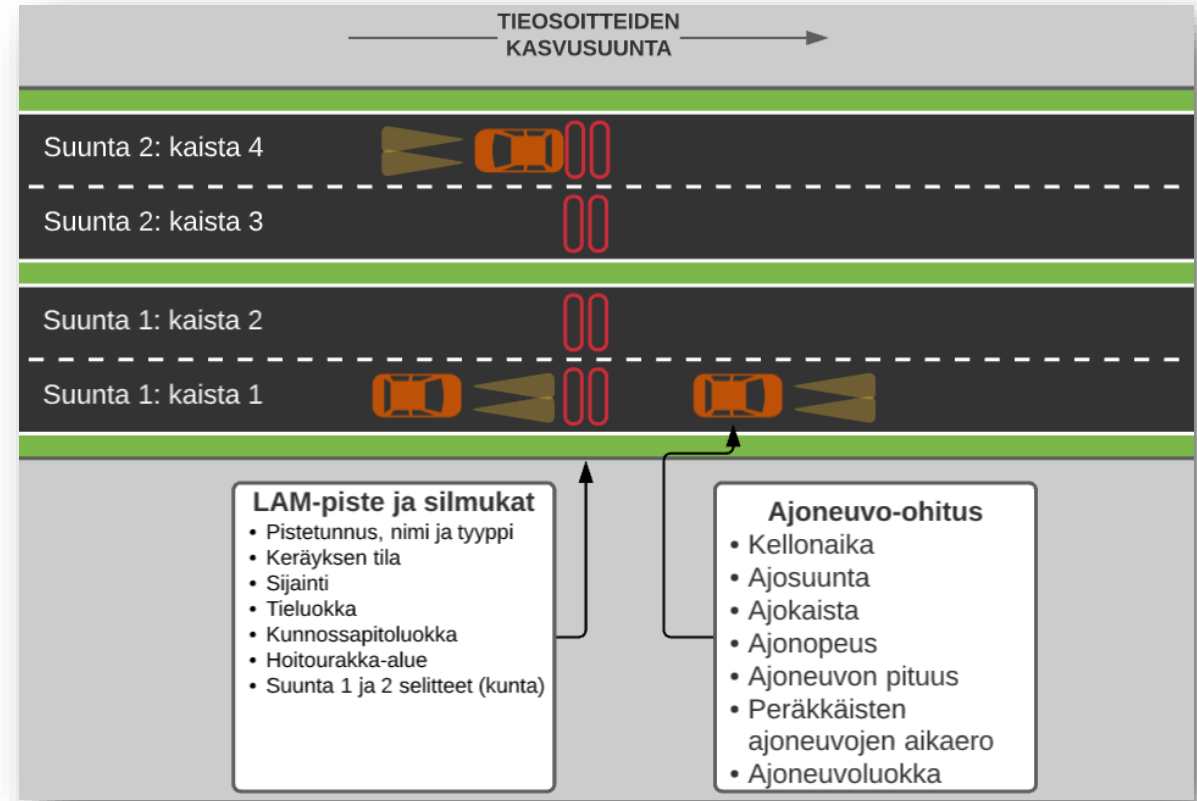 TIEOSOITTEIDEN
KASVUSUUNTA
Suunta 2: kaista 4
Suunta 2: kaista 3
Suunta 1: kaista 2
Suunta 1: kaista 1
LAM-piste ja silmukat
• Pistetunnus, nimi ja tyyppi
• Keräyksen tila
• Sijainti
• Tieluokka
• Kunnossapitoluokka
• Hoitourakka-alue
• Suunta 1 ja 2 selitteet (kunta)
Ajoneuvo-ohitus
• Kellonaika
• Ajosuunta
• Ajokaista
• Ajonopeus
• Ajoneuvon pituus
• Peräkkäisten
ajoneuvojen aikaero
• Ajoneuvoluokka